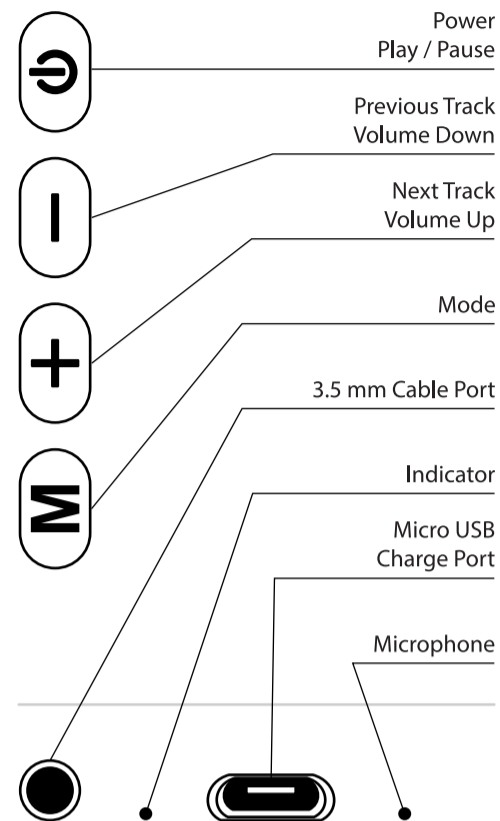 Power
Play / Pause
Previous Track
Volume Down
Next Track
Volume Up
Mode
3.5 mm Cable Port
Indicator
Micro USB
Charge Port
Microphone
M